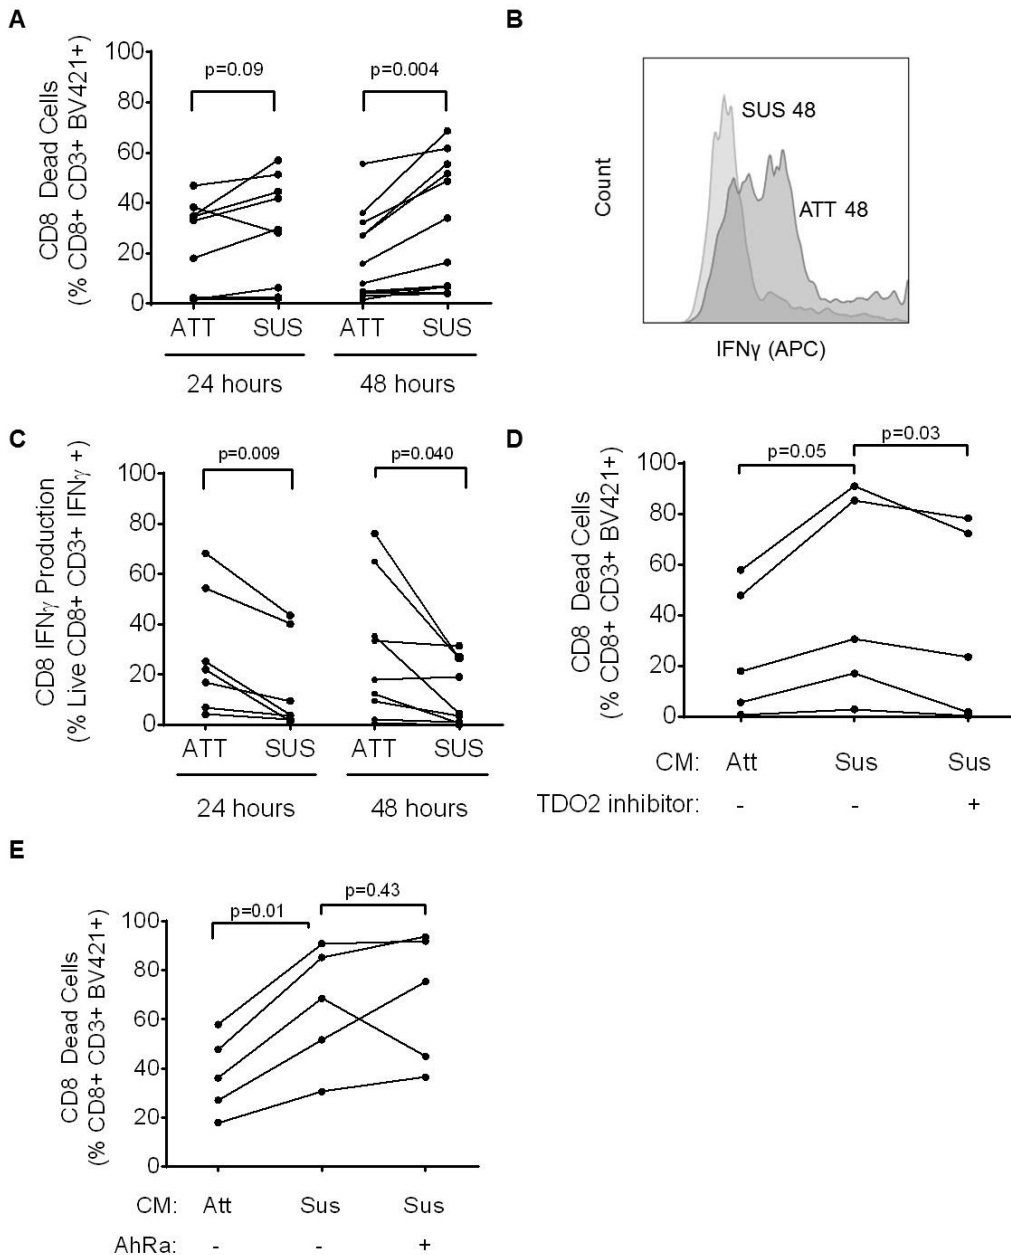 A
CD8 Dead Cells
(% CD8+ CD3+ BV421+)
100
80
60
40
20
0
p=0.09
p=0.004
ATT SUS ATT SUS
24 hours 48 hours
B
Count
SUS 48
ATT 48
IFNγ (APC)
C
CD8 IFNγ Production
(% Live CD8+ CD3+ IFNγ +)
100
80
60
40
20
0
p=0.009
p=0.040
ATT SUS ATT SUS
24 hours 48 hours
D
CD8 Dead Cells
(% CD8+ CD3+ BV421+)
100
80
60
40
20
0
p=0.05
p=0.03
CM: Att Sus Sus
TDO2 inhibitor: - - +
E
CD8 Dead Cells
(% CD8+ CD3+ BV421+)
100
80
60
40
20
0
p=0.01
p=0.43
CM: Att Sus Sus
AhRa: - - +